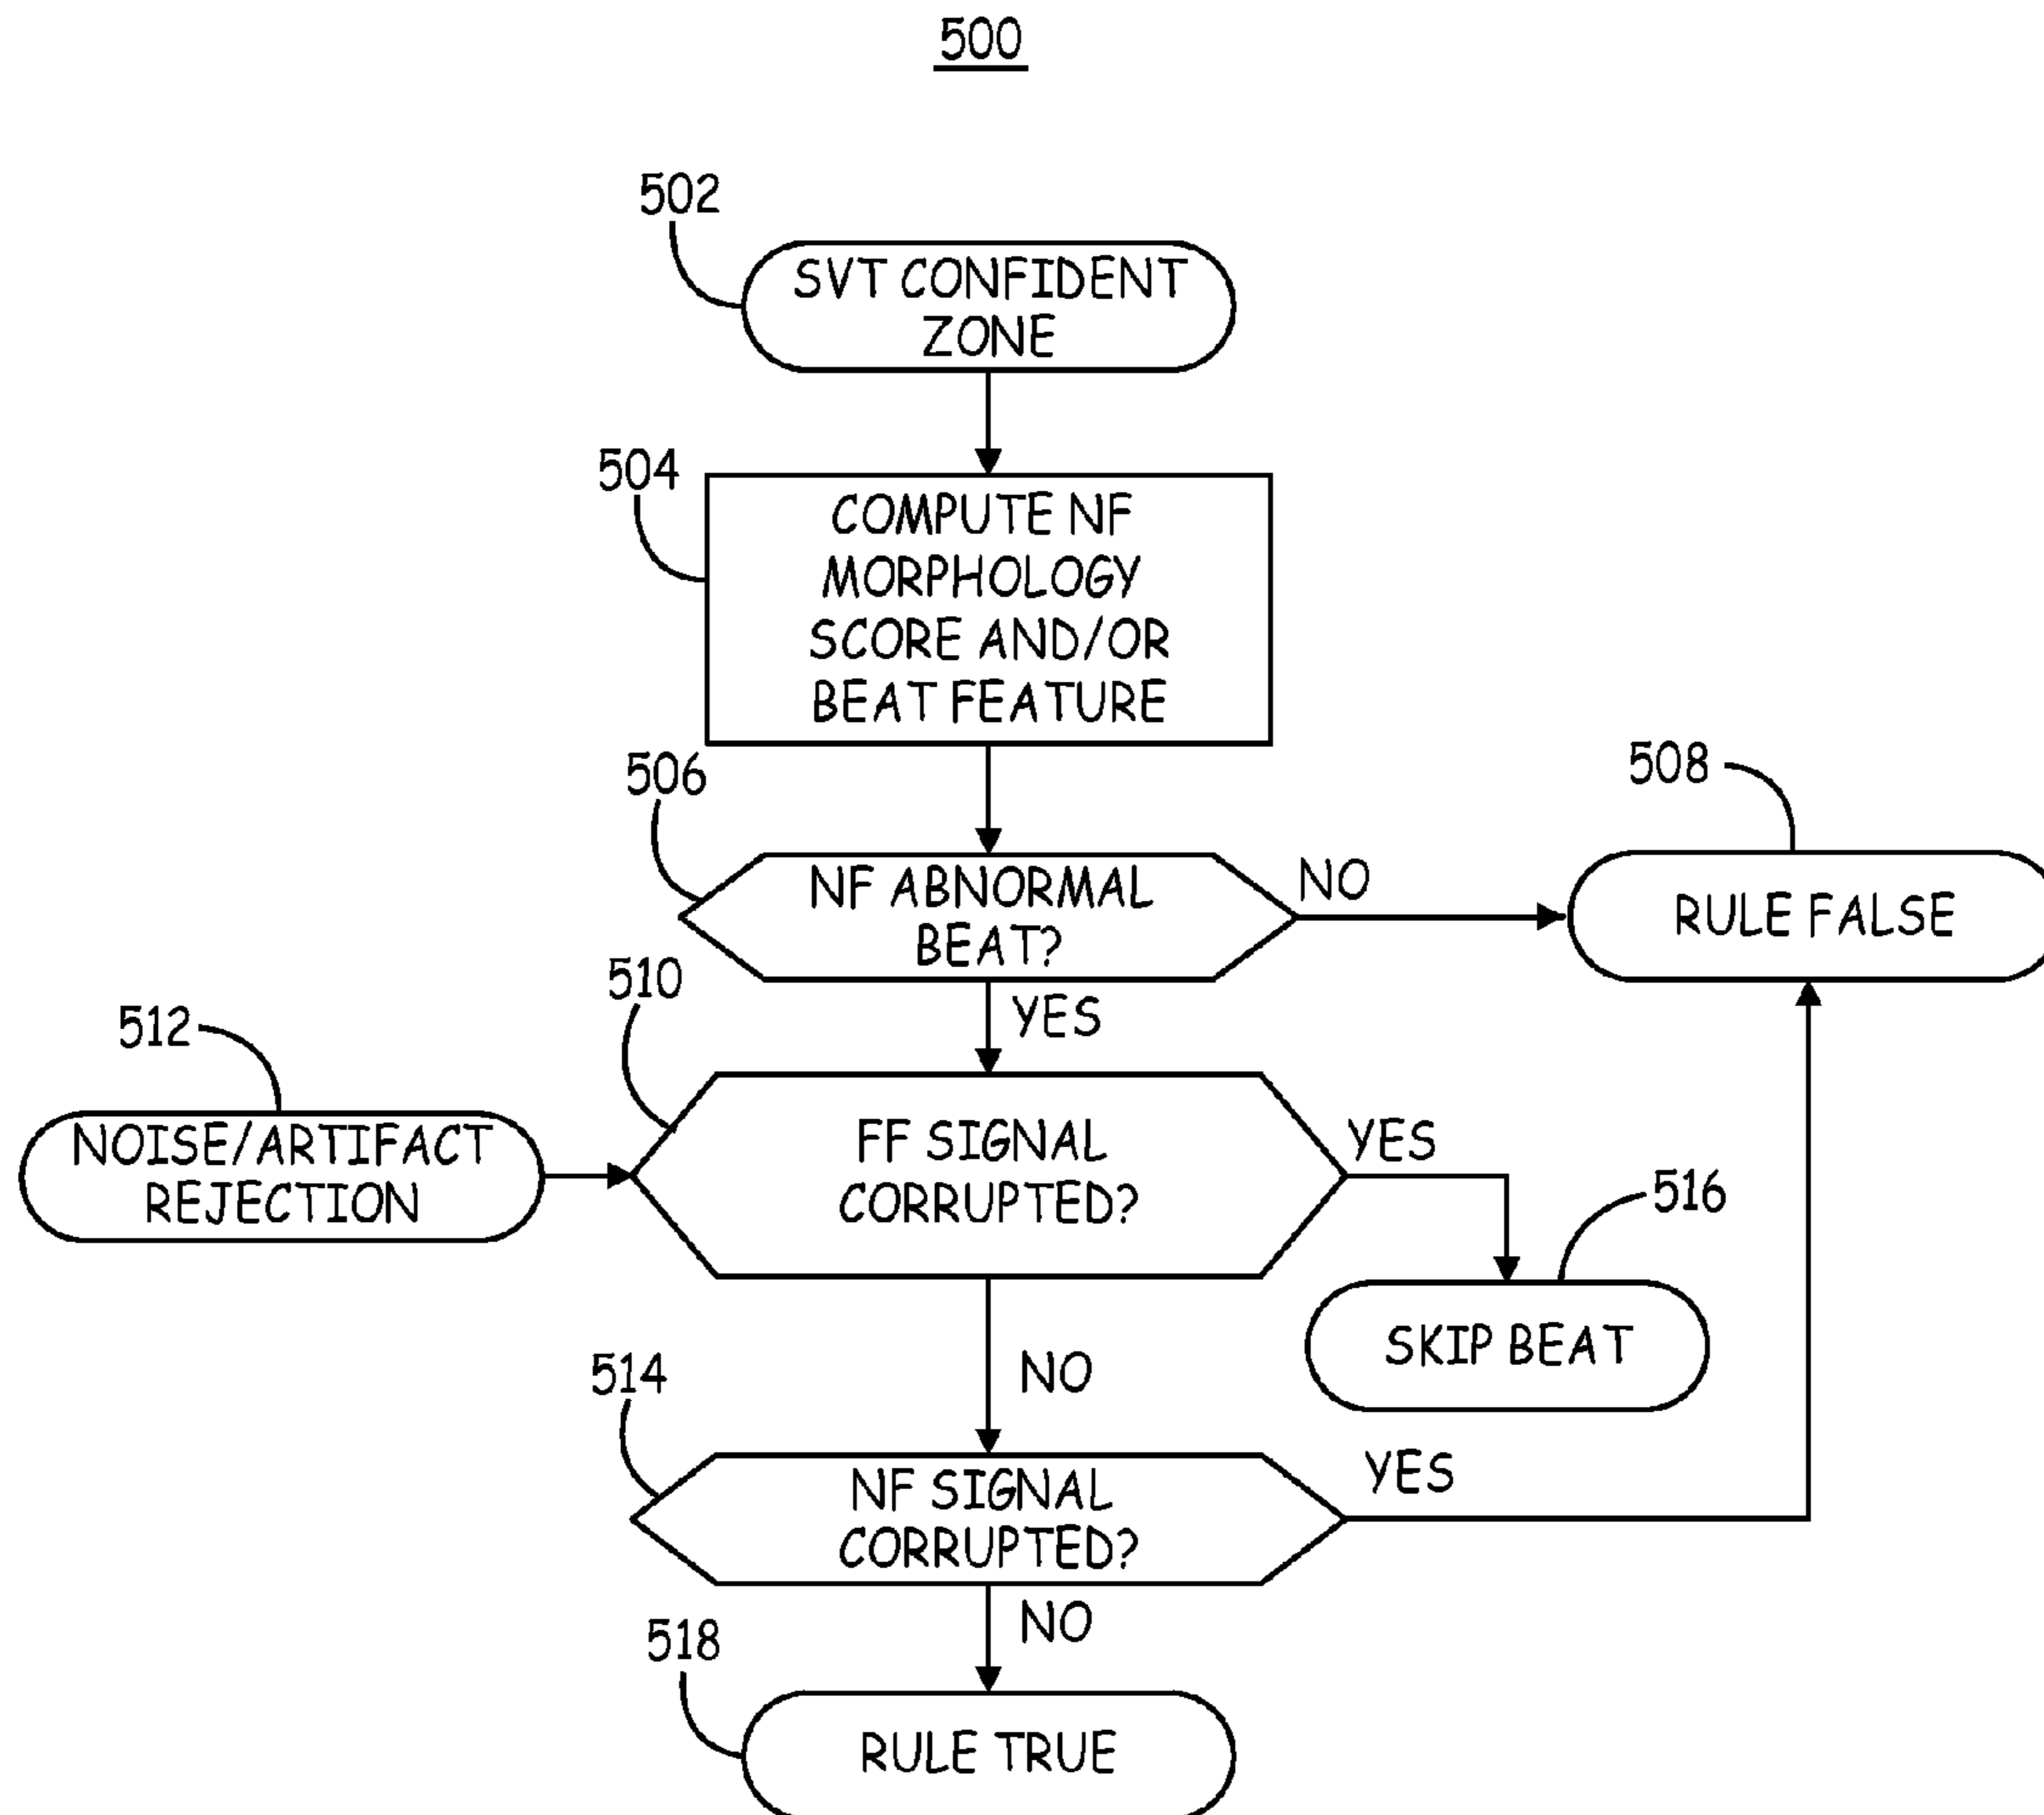 500
502
SVT CONFIDENT
ZONE
504
COMPUTE NF
MORPHOLOGY
SCORE AND/OR
BEAT FEATURE
506
NF ABNORMAL
BEAT?
NO
508
RULE FALSE
YES
510
512
NOISE/ARTIFACT
REJECTION
FF SIGNAL
CORRUPTED?
YES
516
SKIP BEAT
NO
514
NF SIGNAL
CORRUPTED?
YES
NO
518
RULE TRUE